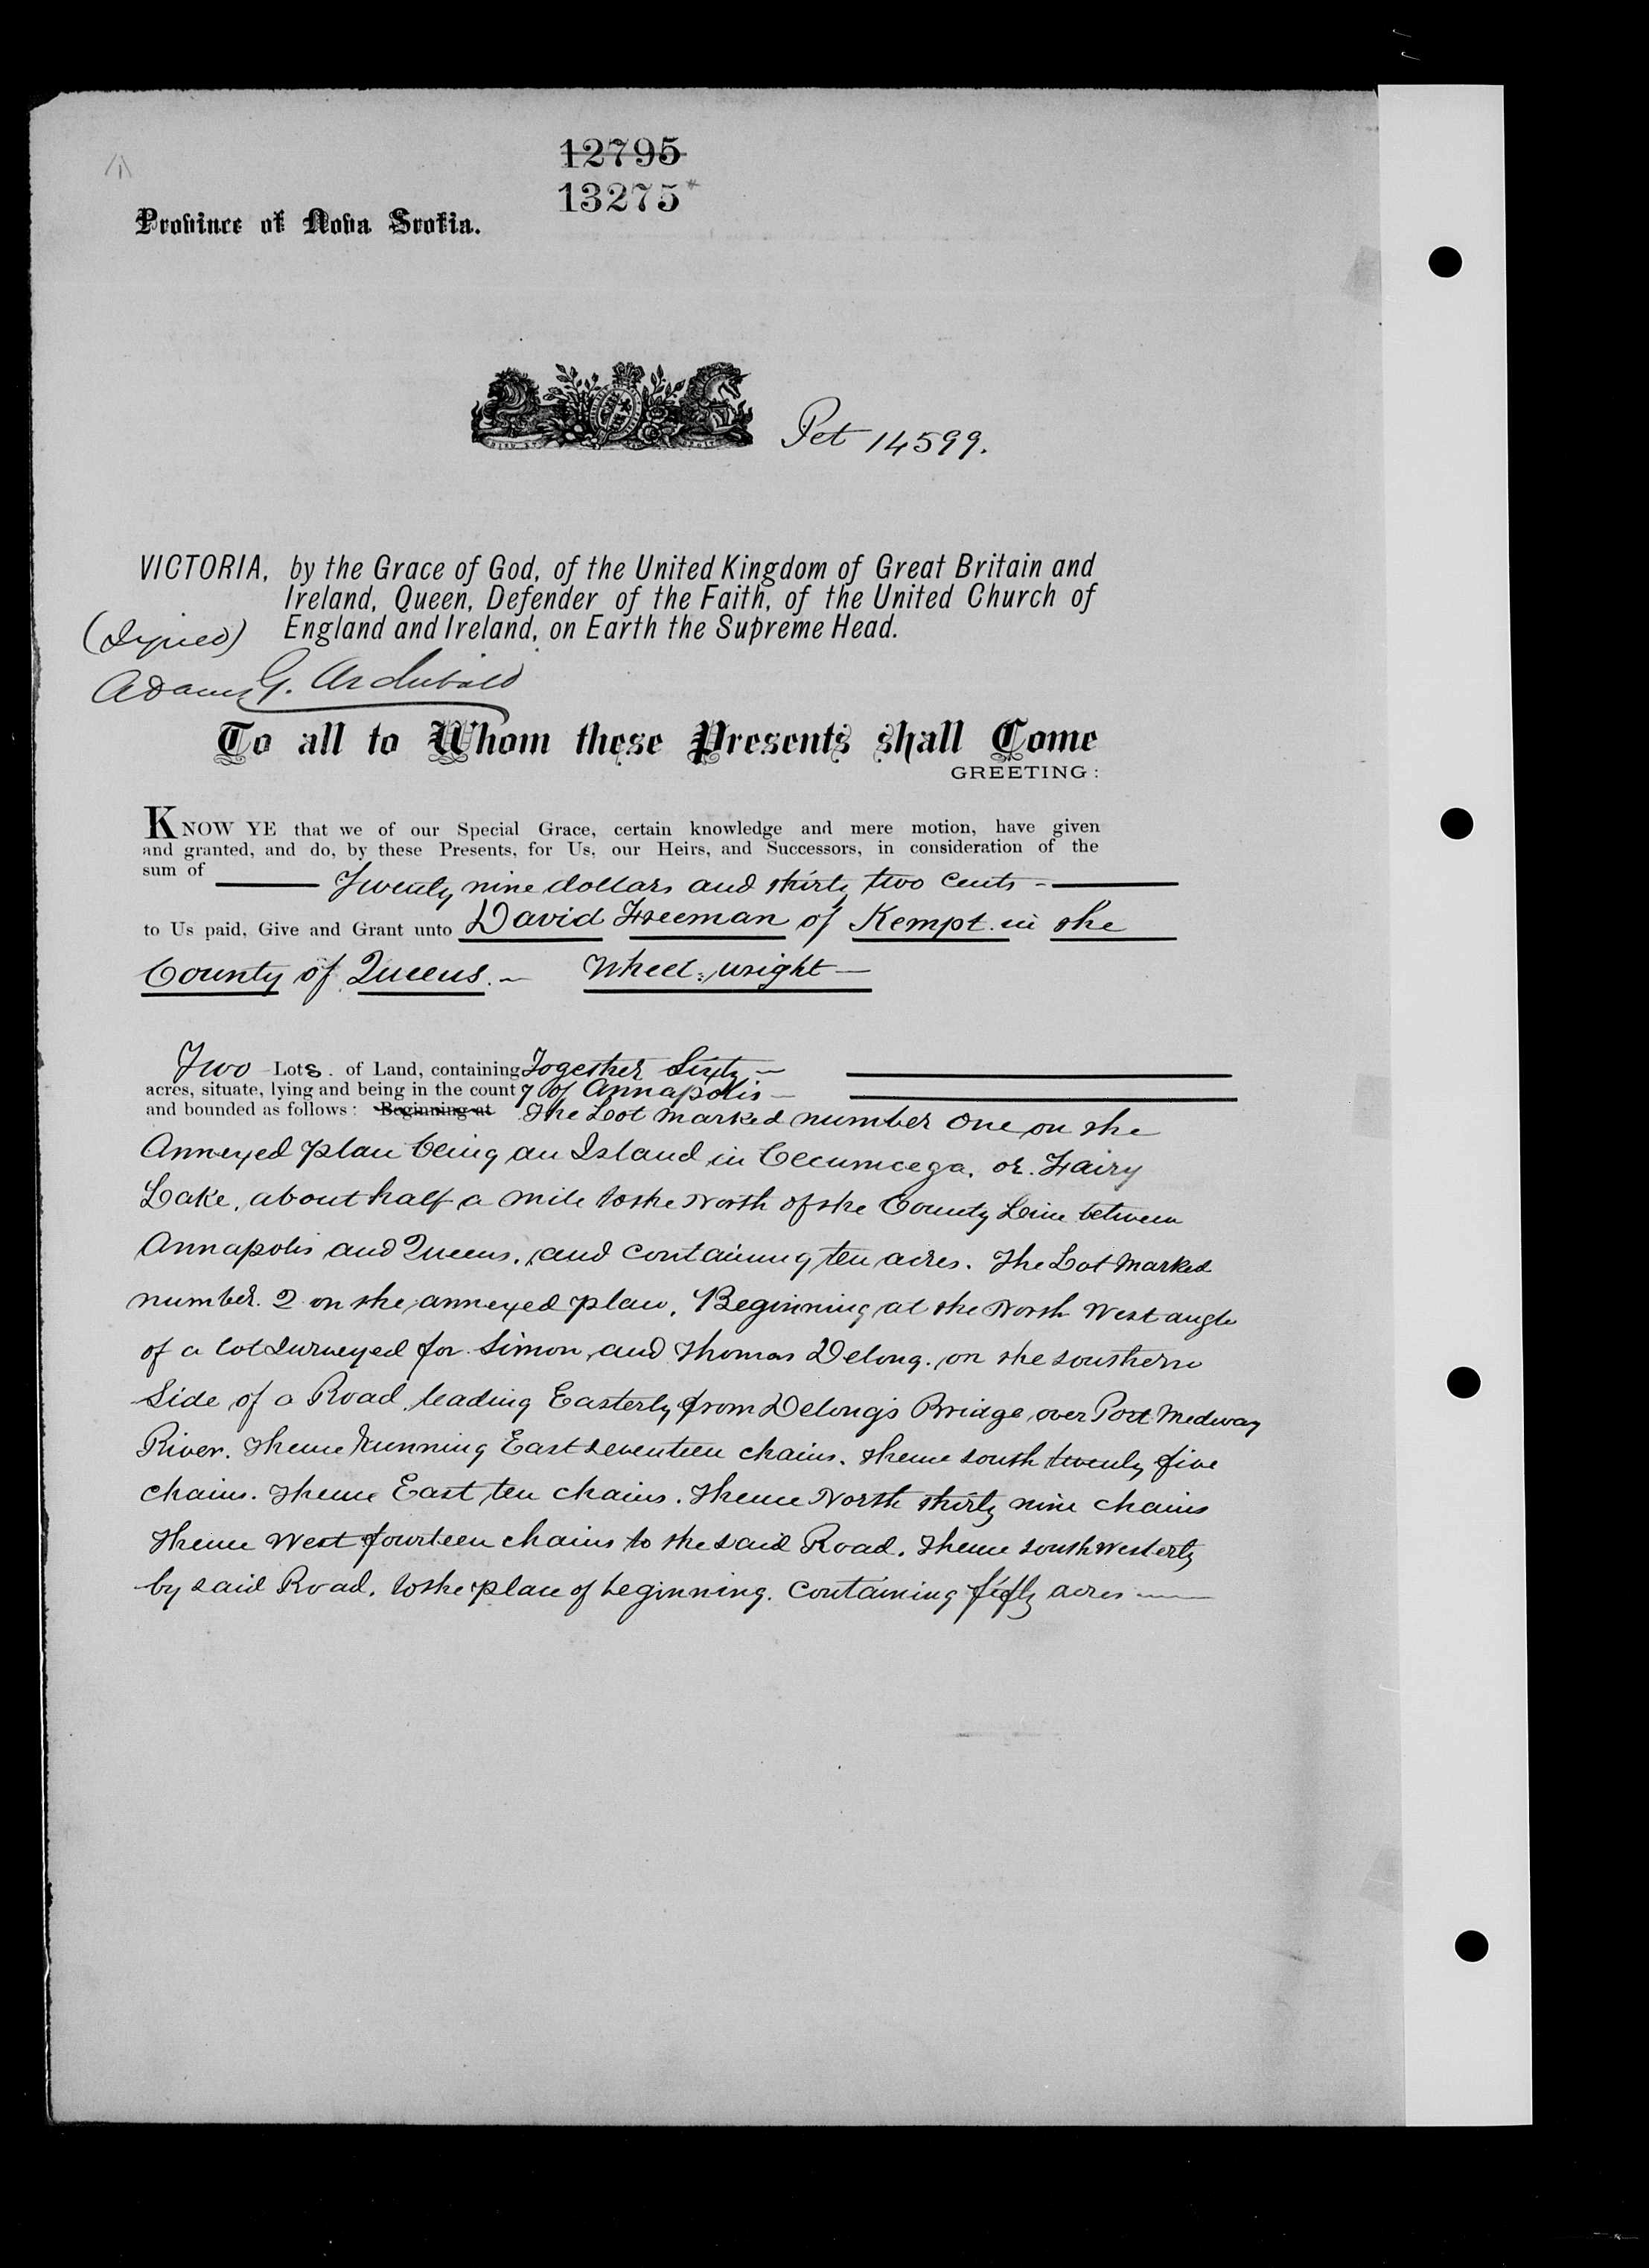 12795
13275*
Province of Nova Scotia.
Pet 14599.
VICTORIA, by the Grace of God, of the United Kingdom of Great Britain and
Ireland, Queen, Defender of the Faith, of the United Church of
England and Ireland, on Earth the Supreme Head.
(Signed)
Adams G. Archibald
To all to Whom these Presents shall Come
GREETING:
KNOW YE that we of our Special Grace, certain knowledge and mere motion, have given
and granted, and do, by these Presents, for Us, our Heirs, and Successors, in consideration of the
sum of Twenty nine dollars and thirty two Cents -
to Us paid, Give and Grant unto David Freeman of Kempt. in the
County of Queens. - Wheel:wright -
Two Lots. of Land, containing Together Sixty -
acres, situate, lying and being in the county of Annapolis -
and bounded as follows: Beginning at The Lot marked number One on the
Annexed plan being an Island in Cecumcega, or. Fairy
Lake, about half a mile to the North of the County Line between
Annapolis and Queens., and containing ten acres. The Lot marked
number. 2 on the annexed plan, Beginning at the North West angle
of a lot Surveyed for Simon and Thomas Delong. on the southern
Side of a Road leading Easterly from Delong's Bridge over Port Medway
River. Thence Running East seventeen chains. thence south twenty five
chains. Thence East ten chains. Thence North thirty nine chains
Thence West fourteen chains to the said Road. Thence southwesterly
by said Road, to the place of beginning. Containing fifty acres -